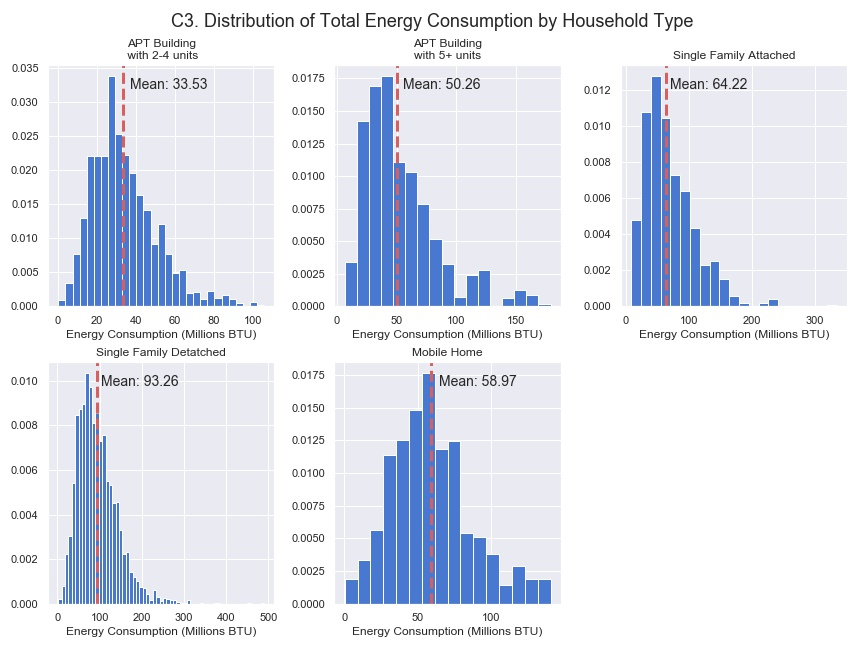 C3. Distribution of Total Energy Consumption by Household Type
APT Building
with 2-4 units
0.035
0.030
0.025
0.020
0.015
0.010
0.005
0.000
Mean: 33.53
0 20 40 60 80 100
Energy Consumption (Millions BTU)
APT Building
with 5+ units
0.0175
0.0150
0.0125
0.0100
0.0075
0.0050
0.0025
0.0000
Mean: 50.26
0 50 100 150
Energy Consumption (Millions BTU)
Single Family Attached
0.012
0.010
0.008
0.006
0.004
0.002
0.000
Mean: 64.22
0 100 200 300
Energy Consumption (Millions BTU)
Single Family Detatched
0.010
0.008
0.006
0.004
0.002
0.000
Mean: 93.26
0 100 200 300 400 500
Energy Consumption (Millions BTU)
Mobile Home
0.0175
0.0150
0.0125
0.0100
0.0075
0.0050
0.0025
0.0000
Mean: 58.97
0 50 100
Energy Consumption (Millions BTU)